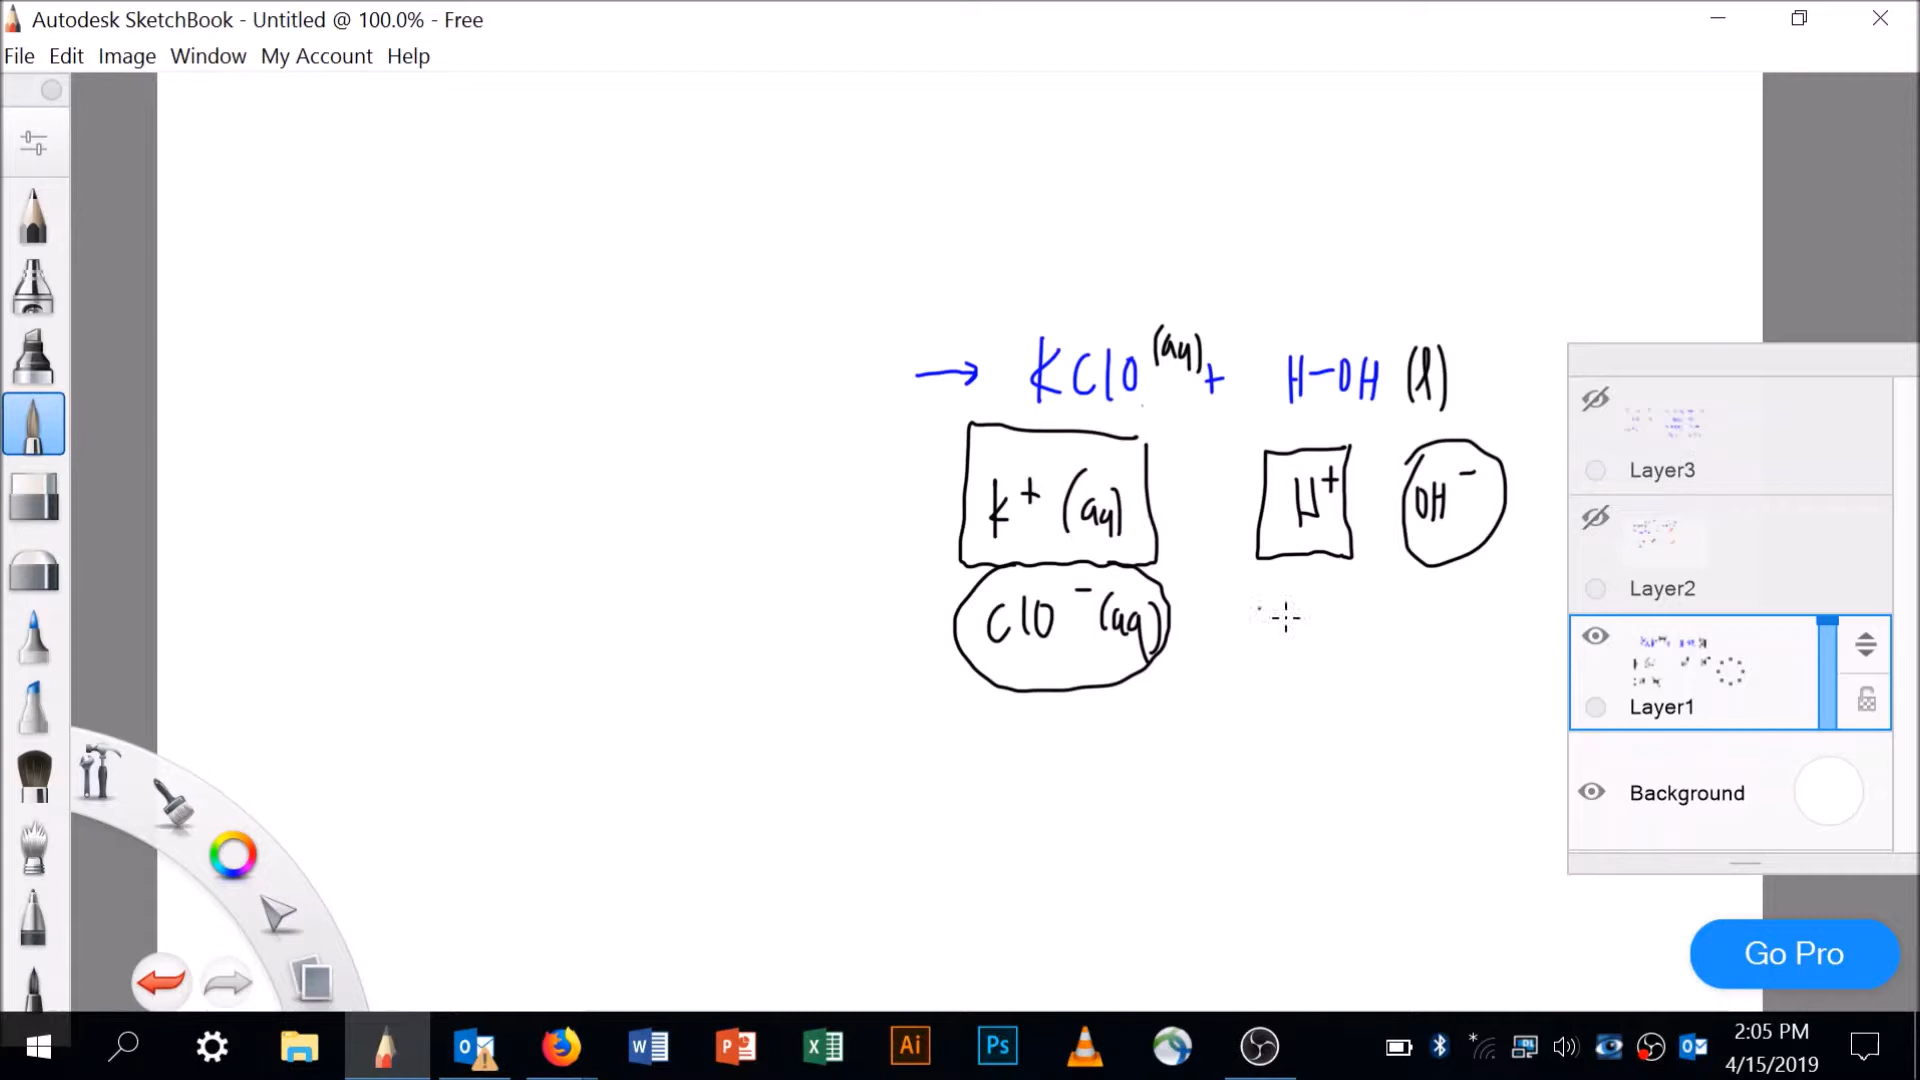 Autodesk SketchBook - Untitled @ 100.0% - Free
File Edit Image Window My Account Help
→ KClO (aq) + H-OH (l)
K+ (aq) H+ OH-
ClO- (aq)
Layer3
Layer2
Layer1
Background
Go Pro
2:05 PM
4/15/2019